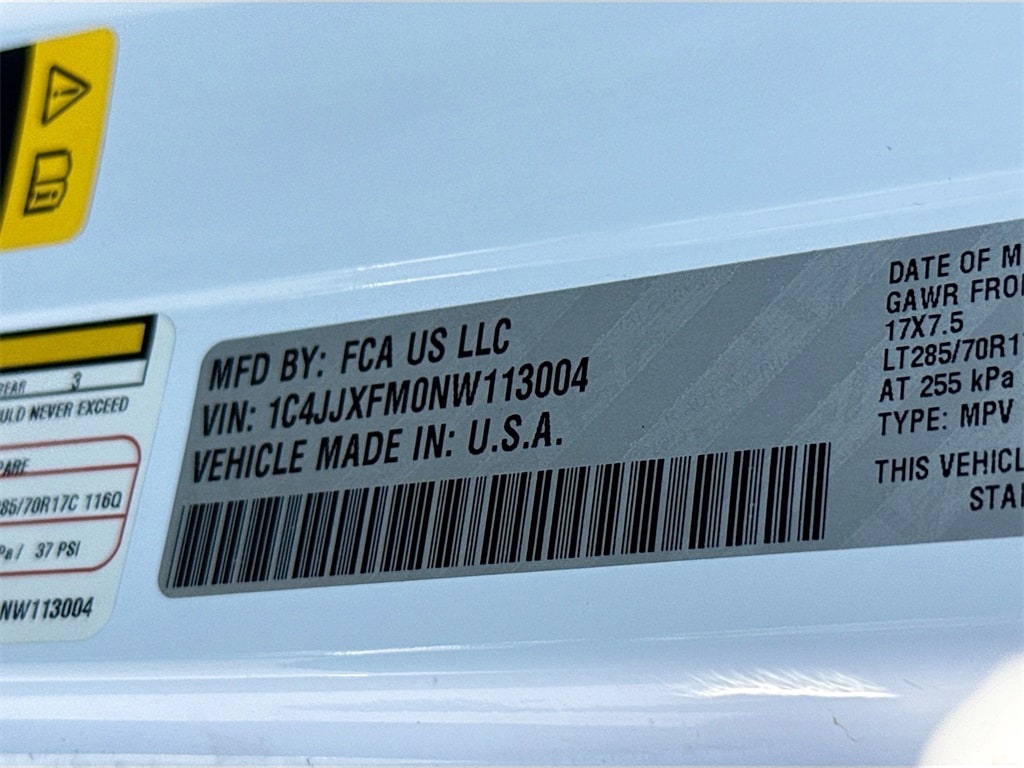 REAR 3
ULD NEVER EXCEED
PARE
285/70R17C 116Q
Pa / 37 PSI
NW113004
MFD BY: FCA US LLC
VIN: 1C4JJXFM0NW113004
VEHICLE MADE IN: U.S.A.
DATE OF M
GAWR FRO
17X7.5
LT285/70R1
AT 255 kPa
TYPE: MPV
THIS VEHICL
STA